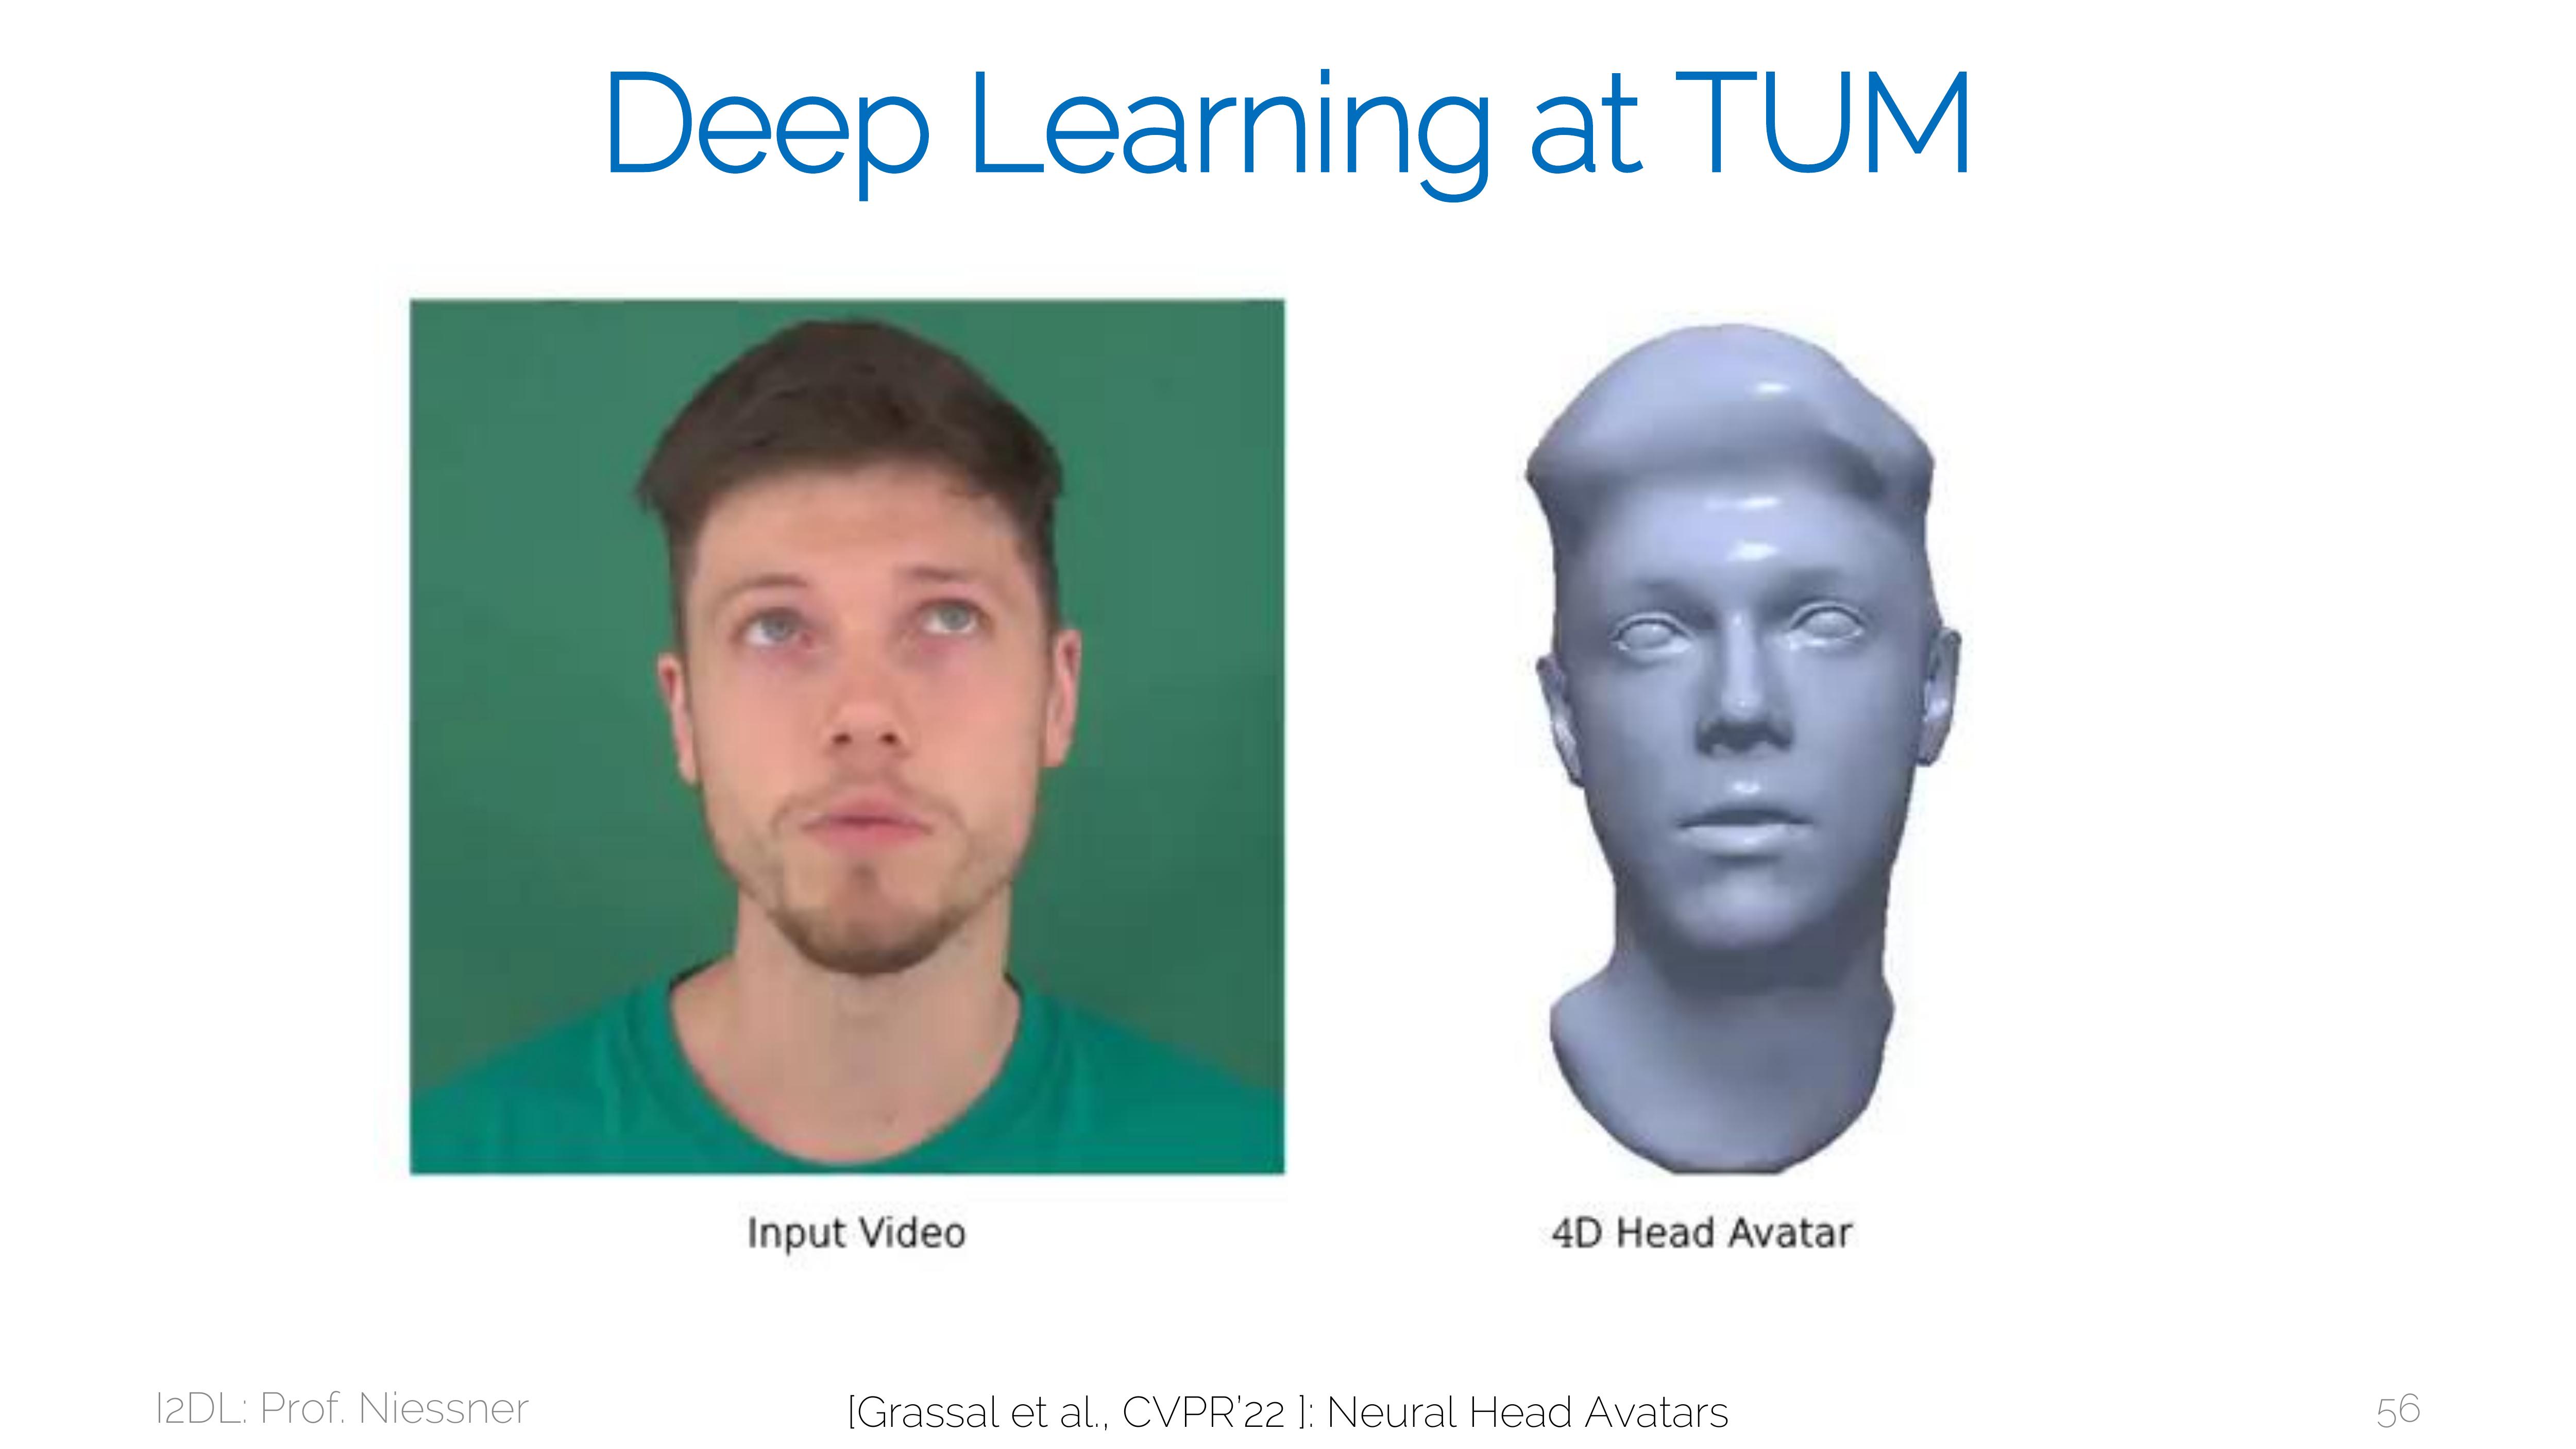 Deep Learning at TUM
Input Video
4D Head Avatar
I2DL: Prof. Niessner
[Grassal et al., CVPR'22 ]: Neural Head Avatars
56